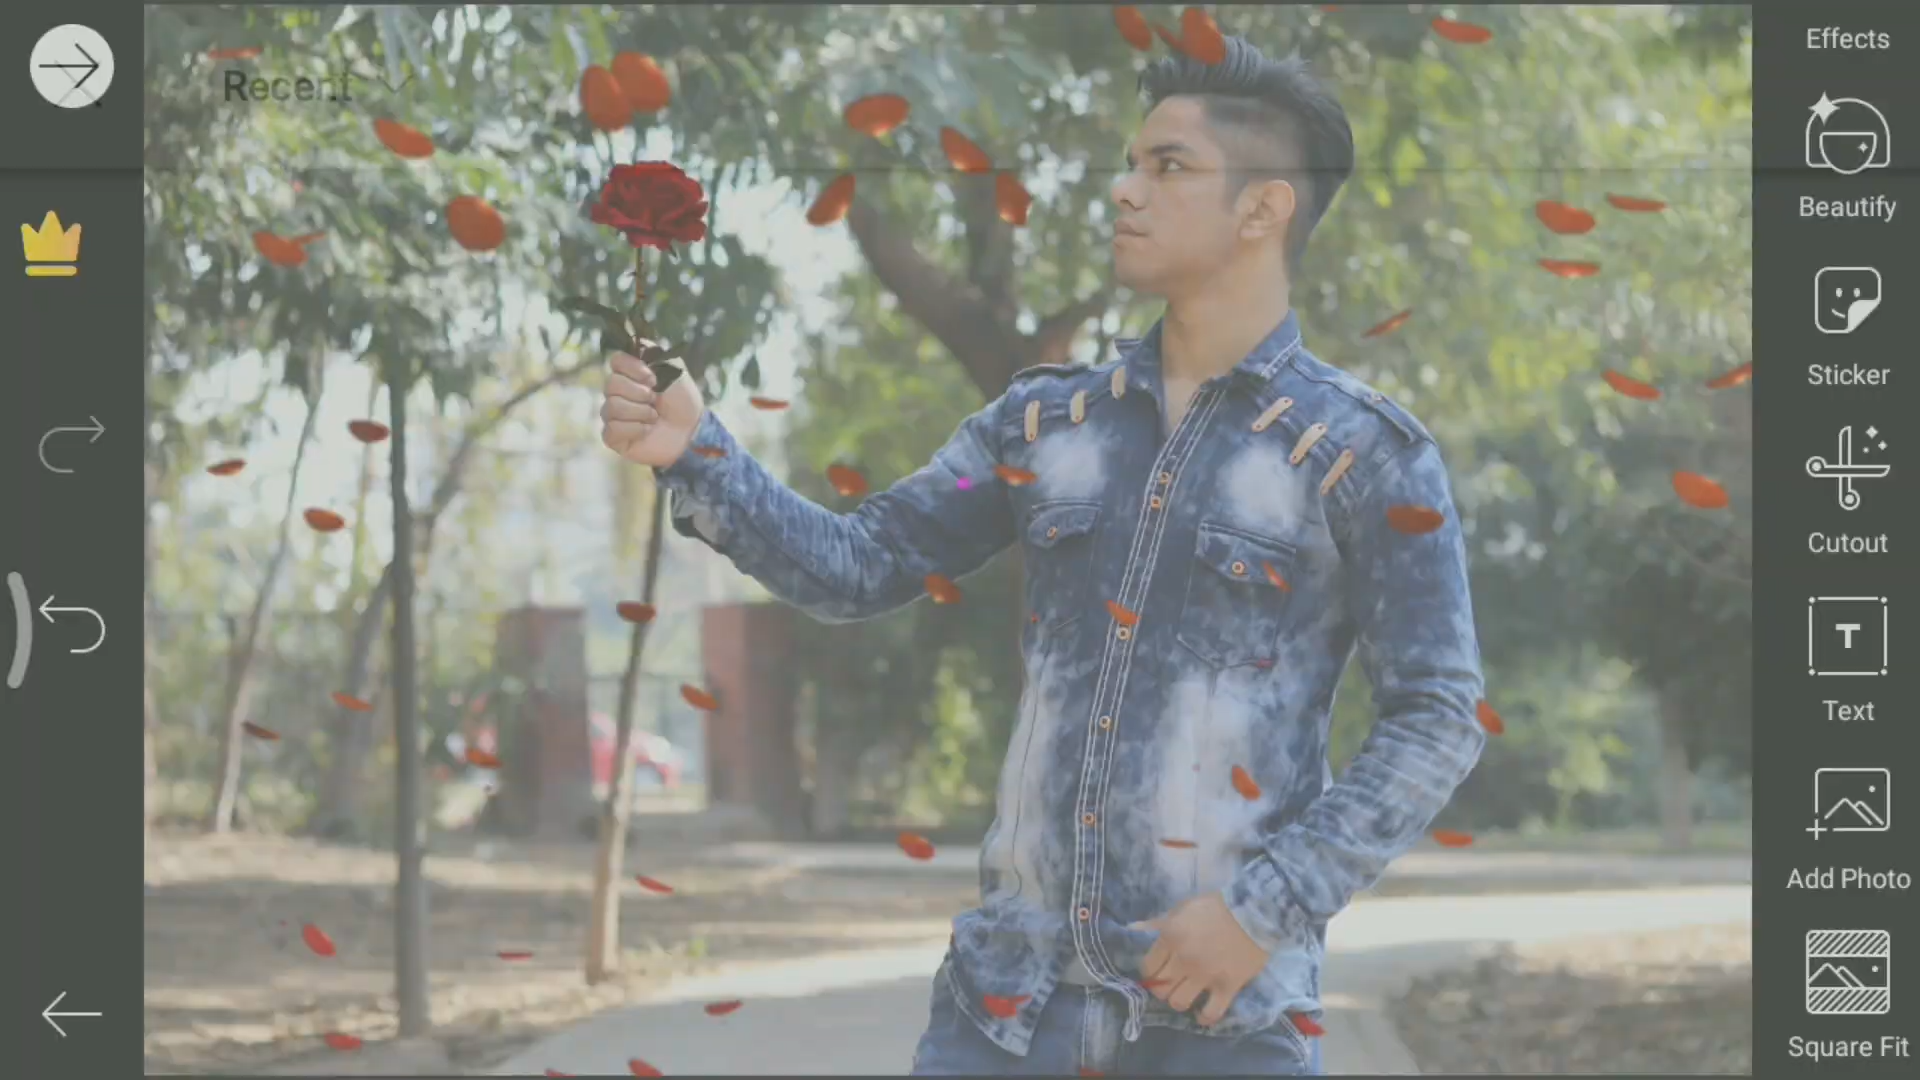 Recent
Effects
Beautify
Sticker
Cutout
T
Text
Add Photo
Square Fit